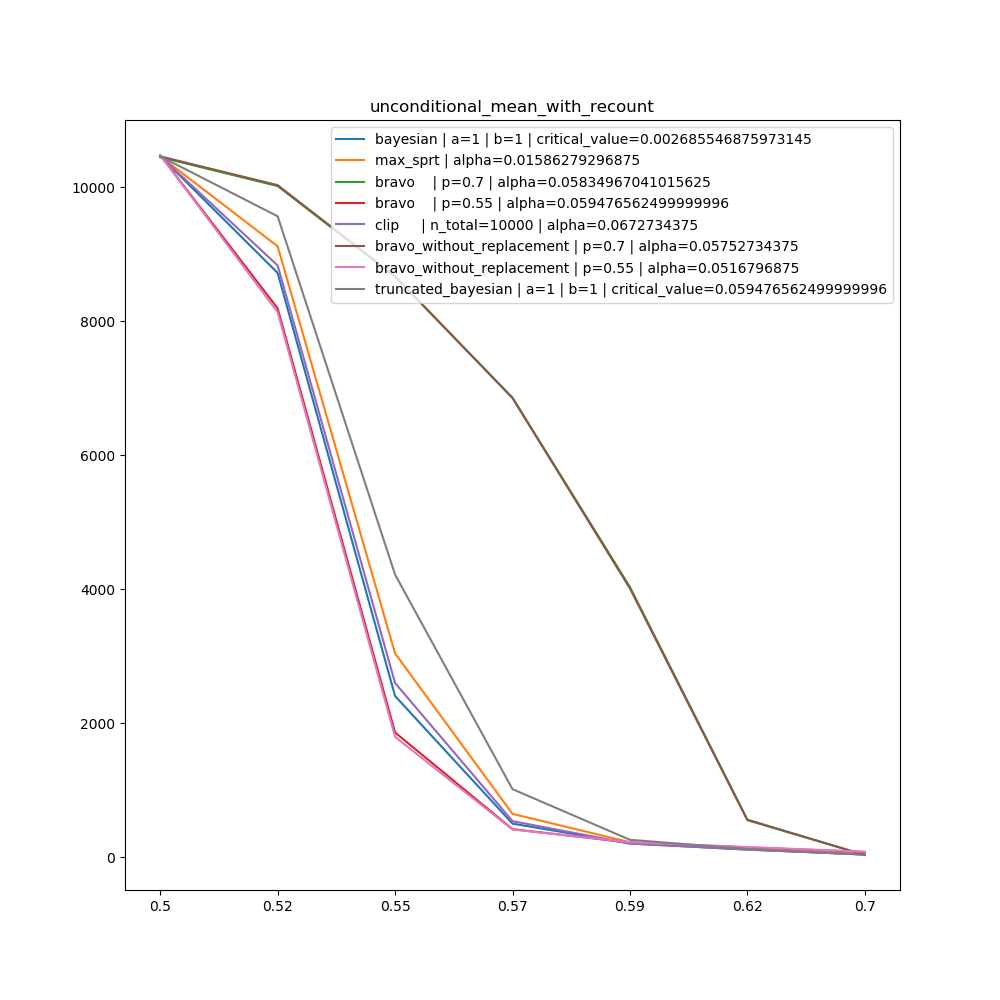 unconditional_mean_with_recount
bayesian | a=1 | b=1 | critical_value=0.002685546875973145
max_sprt | alpha=0.01586279296875
bravo    | p=0.7 | alpha=0.05834967041015625
bravo    | p=0.55 | alpha=0.059476562499999996
clip     | n_total=10000 | alpha=0.0672734375
bravo_without_replacement | p=0.7 | alpha=0.05752734375
bravo_without_replacement | p=0.55 | alpha=0.0516796875
truncated_bayesian | a=1 | b=1 | critical_value=0.059476562499999996
10000
8000
6000
4000
2000
0
0.5 0.52 0.55 0.57 0.59 0.62 0.7